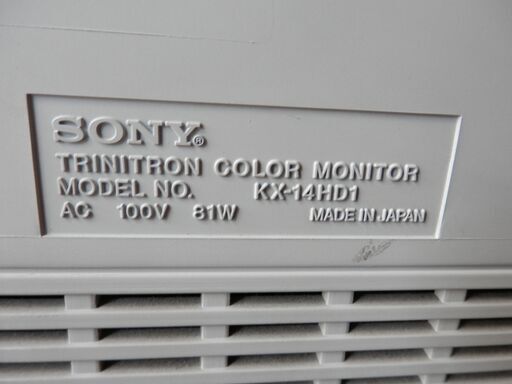 SONY®
TRINITRON COLOR MONITOR
MODEL NO. KX-14HD1
AC 100V 81W MADE IN JAPAN